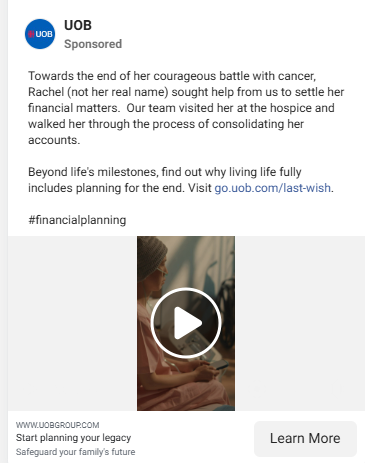 UOB
UOB
Sponsored
Towards the end of her courageous battle with cancer,
Rachel (not her real name) sought help from us to settle her
financial matters.  Our team visited her at the hospice and
walked her through the process of consolidating her
accounts.
Beyond life's milestones, find out why living life fully
includes planning for the end. Visit go.uob.com/last-wish.
#financialplanning
WWW.UOBGROUP.COM
Start planning your legacy
Safeguard your family's future
Learn More